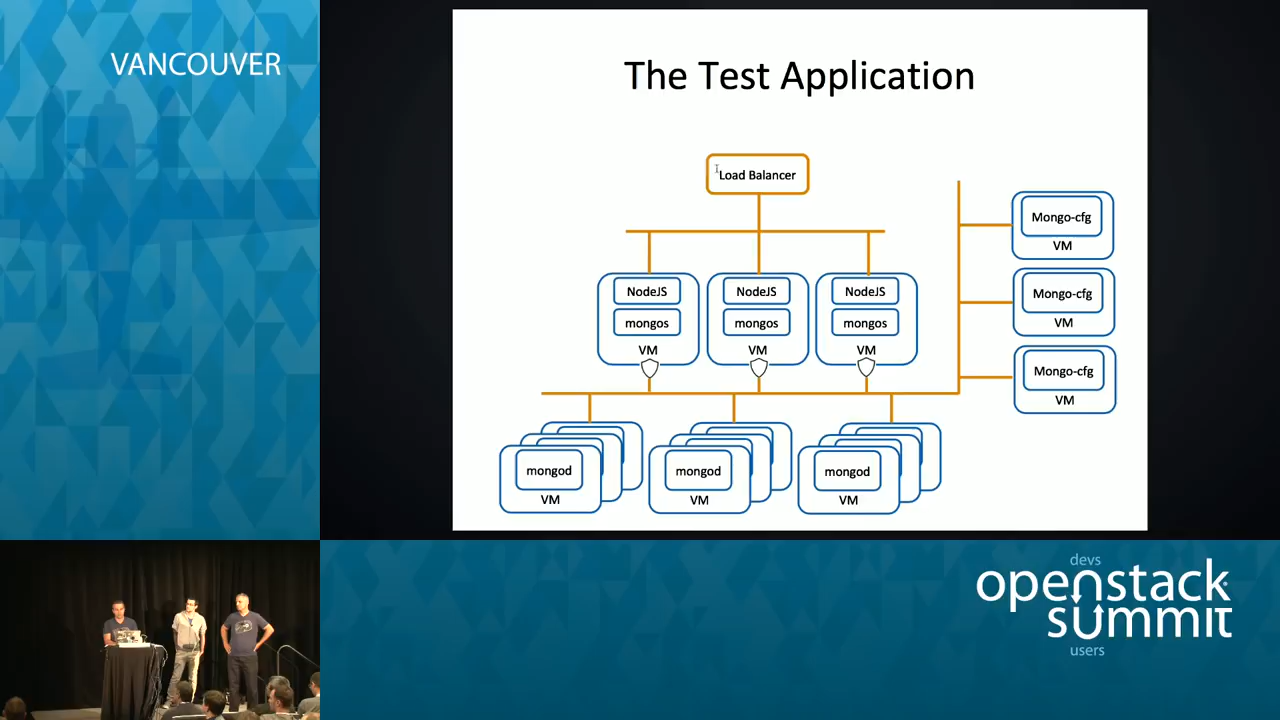 VANCOUVER
The Test Application
Load Balancer
Mongo-cfg
VM
Mongo-cfg
VM
Mongo-cfg
VM
NodeJS
mongos
VM
NodeJS
mongos
VM
NodeJS
mongos
VM
mongod
VM
mongod
VM
mongod
VM
devs
openstack
summit
users